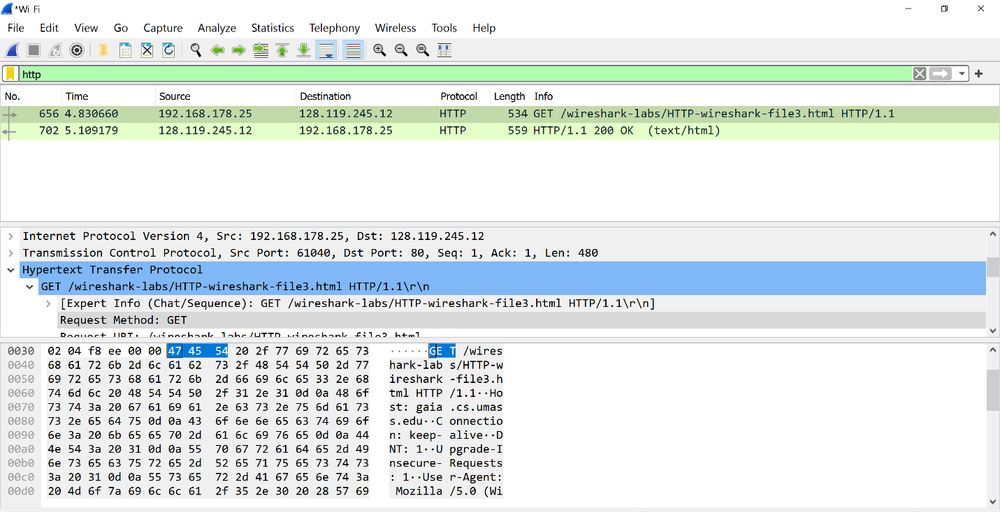 *Wi Fi
File Edit View Go Capture Analyze Statistics Telephony Wireless Tools Help
http
No. Time Source Destination Protocol Length Info
656 4.830660 192.168.178.25 128.119.245.12 HTTP 534 GET /wireshark-labs/HTTP-wireshark-file3.html HTTP/1.1
702 5.109179 128.119.245.12 192.168.178.25 HTTP 559 HTTP/1.1 200 OK (text/html)
Internet Protocol Version 4, Src: 192.168.178.25, Dst: 128.119.245.12
Transmission Control Protocol, Src Port: 61040, Dst Port: 80, Seq: 1, Ack: 1, Len: 480
Hypertext Transfer Protocol
GET /wireshark-labs/HTTP-wireshark-file3.html HTTP/1.1\r\n
[Expert Info (Chat/Sequence): GET /wireshark-labs/HTTP-wireshark-file3.html HTTP/1.1\r\n]
Request Method: GET
Request URI: /wireshark-labs/HTTP-wireshark-file3.html
0030 02 04 f8 ee 00 00 47 45 54 20 2f 77 69 72 65 73 ······GE T /wires
0040 68 61 72 6b 2d 6c 61 62 73 2f 48 54 54 50 2d 77 hark-lab s/HTTP-w
0050 69 72 65 73 68 61 72 6b 2d 66 69 6c 65 33 2e 68 ireshark -file3.h
0060 74 6d 6c 20 48 54 54 50 2f 31 2e 31 0d 0a 48 6f tml HTTP /1.1··Ho
0070 73 74 3a 20 67 61 69 61 2e 63 73 2e 75 6d 61 73 st: gaia .cs.umas
0080 73 2e 65 64 75 0d 0a 43 6f 6e 6e 65 63 74 69 6f s.edu··C onnectio
0090 6e 3a 20 6b 65 65 70 2d 61 6c 69 76 65 0d 0a 44 n: keep- alive··D
00a0 4e 54 3a 20 31 0d 0a 55 70 67 72 61 64 65 2d 49 NT: 1··U pgrade-I
00b0 6e 73 65 63 75 72 65 2d 52 65 71 75 65 73 74 73 nsecure- Requests
00c0 3a 20 31 0d 0a 55 73 65 72 2d 41 67 65 6e 74 3a : 1··Use r-Agent:
00d0 20 4d 6f 7a 69 6c 6c 61 2f 35 2e 30 20 28 57 69 Mozilla /5.0 (Wi